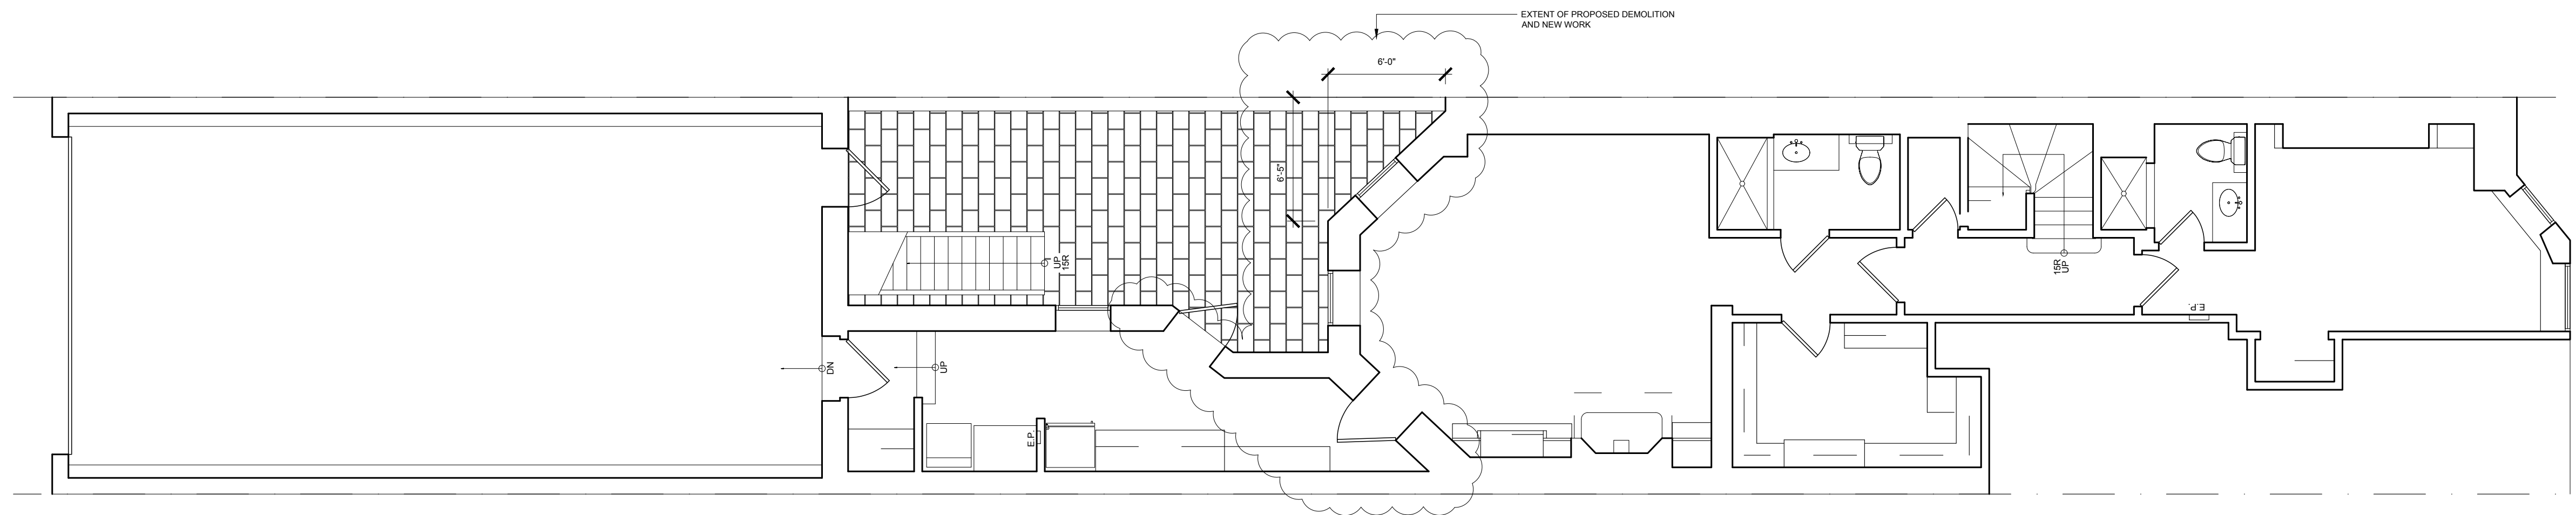 EXTENT OF PROPOSED DEMOLITION
AND NEW WORK
6'-0"
6'-5"
UP
15R
DN
UP
E.P.
15R
UP
E.P.